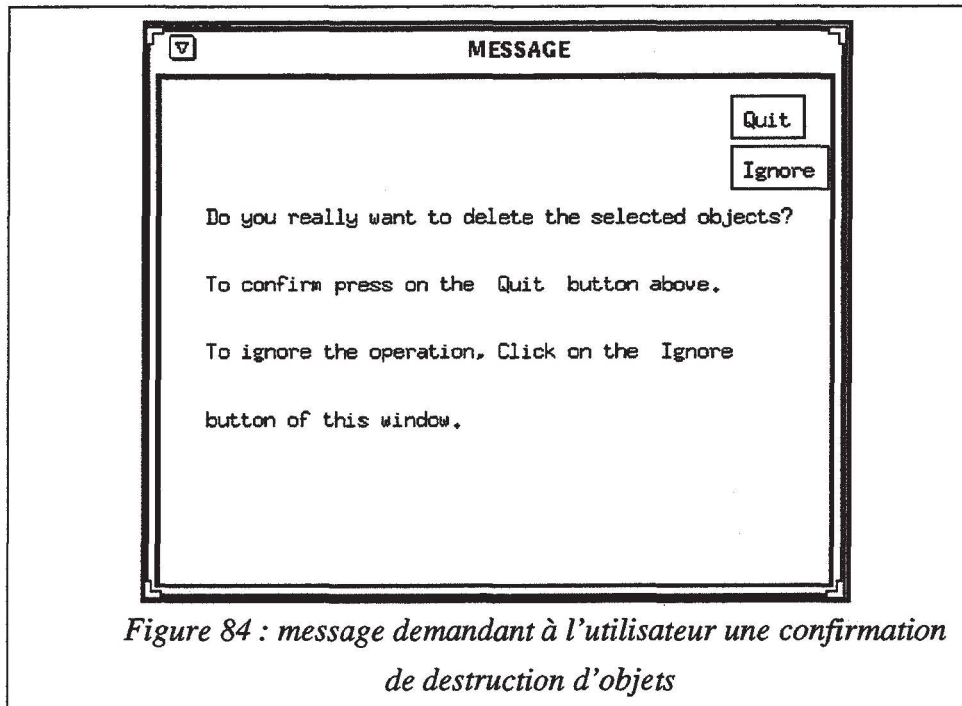 MESSAGE
Quit
Ignore
Do you really want to delete the selected objects?
To confirm press on the Quit button above.
To ignore the operation, Click on the Ignore
button of this window.
Figure 84 : message demandant à l'utilisateur une confirmation
de destruction d'objets